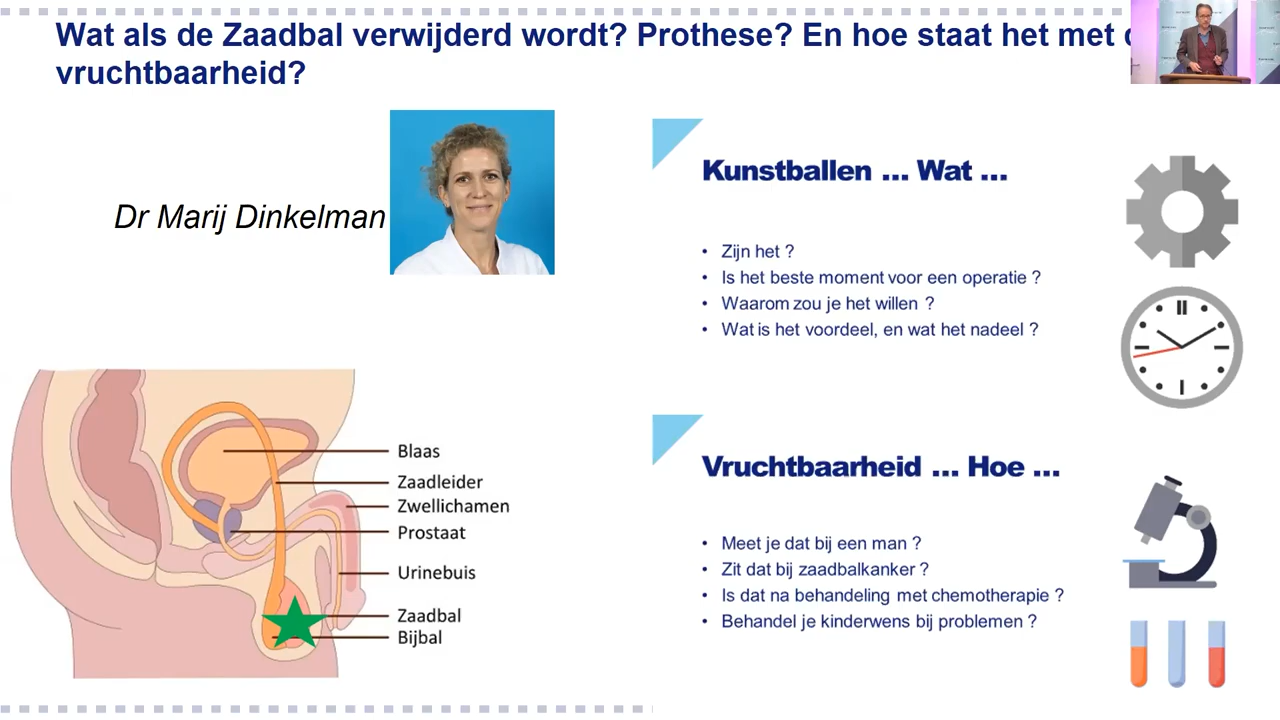 Wat als de Zaadbal verwijderd wordt? Prothese? En hoe staat het met
vruchtbaarheid?
Dr Marij Dinkelman
Blaas
Zaadleider
Zwellichamen
Prostaat
Urinebuis
Zaadbal
Bijbal
Kunstballen ... Wat ...
• Zijn het ?
• Is het beste moment voor een operatie ?
• Waarom zou je het willen ?
• Wat is het voordeel, en wat het nadeel ?
Vruchtbaarheid ... Hoe ...
• Meet je dat bij een man ?
• Zit dat bij zaadbalkanker ?
• Is dat na behandeling met chemotherapie ?
• Behandel je kinderwens bij problemen ?